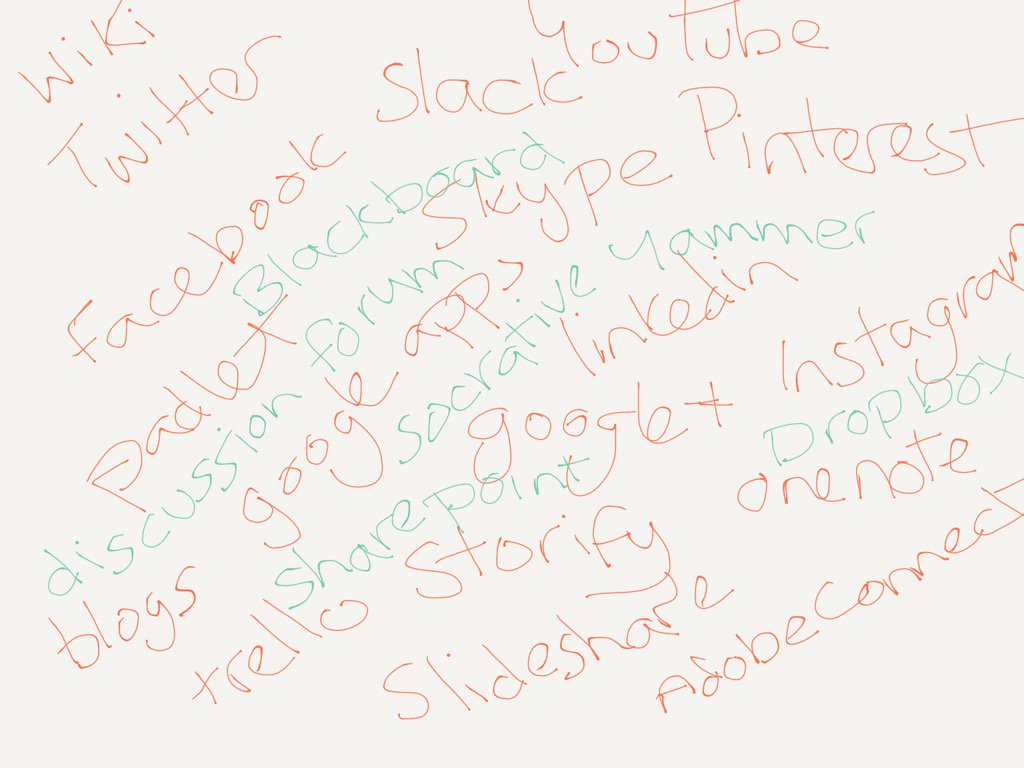 Wiki
YouTube
Twitter
Slack
Pinterest
Facebook
Blackboard
Skype
Yammer
Padlet
discussion forum
google apps
socrative
linkedin
Instagram
google+
Dropbox
sharepoint
onenote
blogs
trello
Storify
Slideshare
AdobeConnect